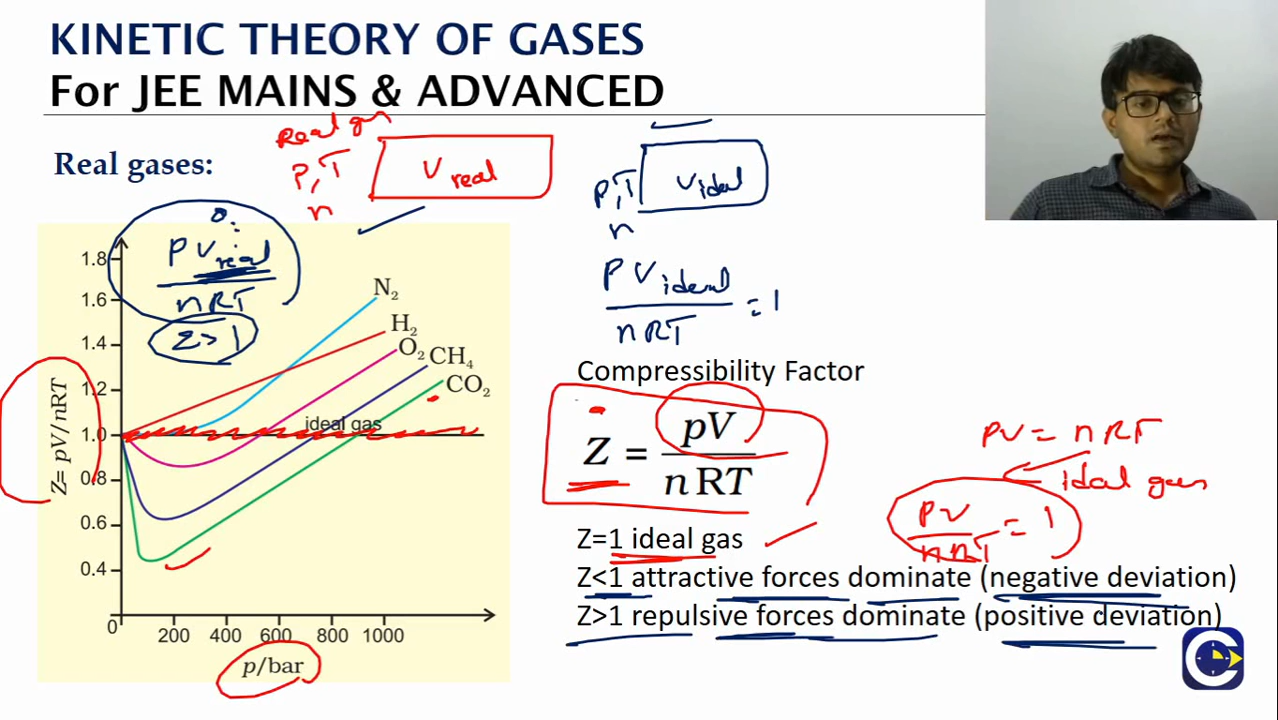 KINETIC THEORY OF GASES
For JEE MAINS & ADVANCED
Real gases:
Real gas
P, T
n
V real
P, T
n
V ideal
P V real
nRT
Z > 1
P V ideal
nRT
= 1
1.8
1.6
1.4
1.2
1.0
0.8
0.6
0.4
0
200
400
600
800
1000
Z= pV/nRT
p/bar
N2
H2
O2
CH4
CO2
ideal gas
Compressibility Factor
Z = pV
n RT
PV = nRT
ideal gas
PV
nRT
= 1
Z=1 ideal gas
Z<1 attractive forces dominate (negative deviation)
Z>1 repulsive forces dominate (positive deviation)